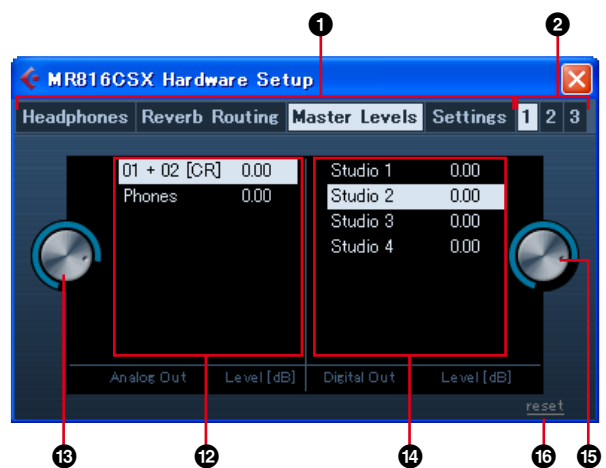 1 2
MR816CSX Hardware Setup
Headphones Reverb Routing Master Levels Settings 1 2 3
01 + 02 [CR] 0.00 Studio 1 0.00
Phones 0.00 Studio 2 0.00
Studio 3 0.00
Studio 4 0.00
Analog Out Level [dB] Digital Out Level [dB]
reset
13 12 14 16 15